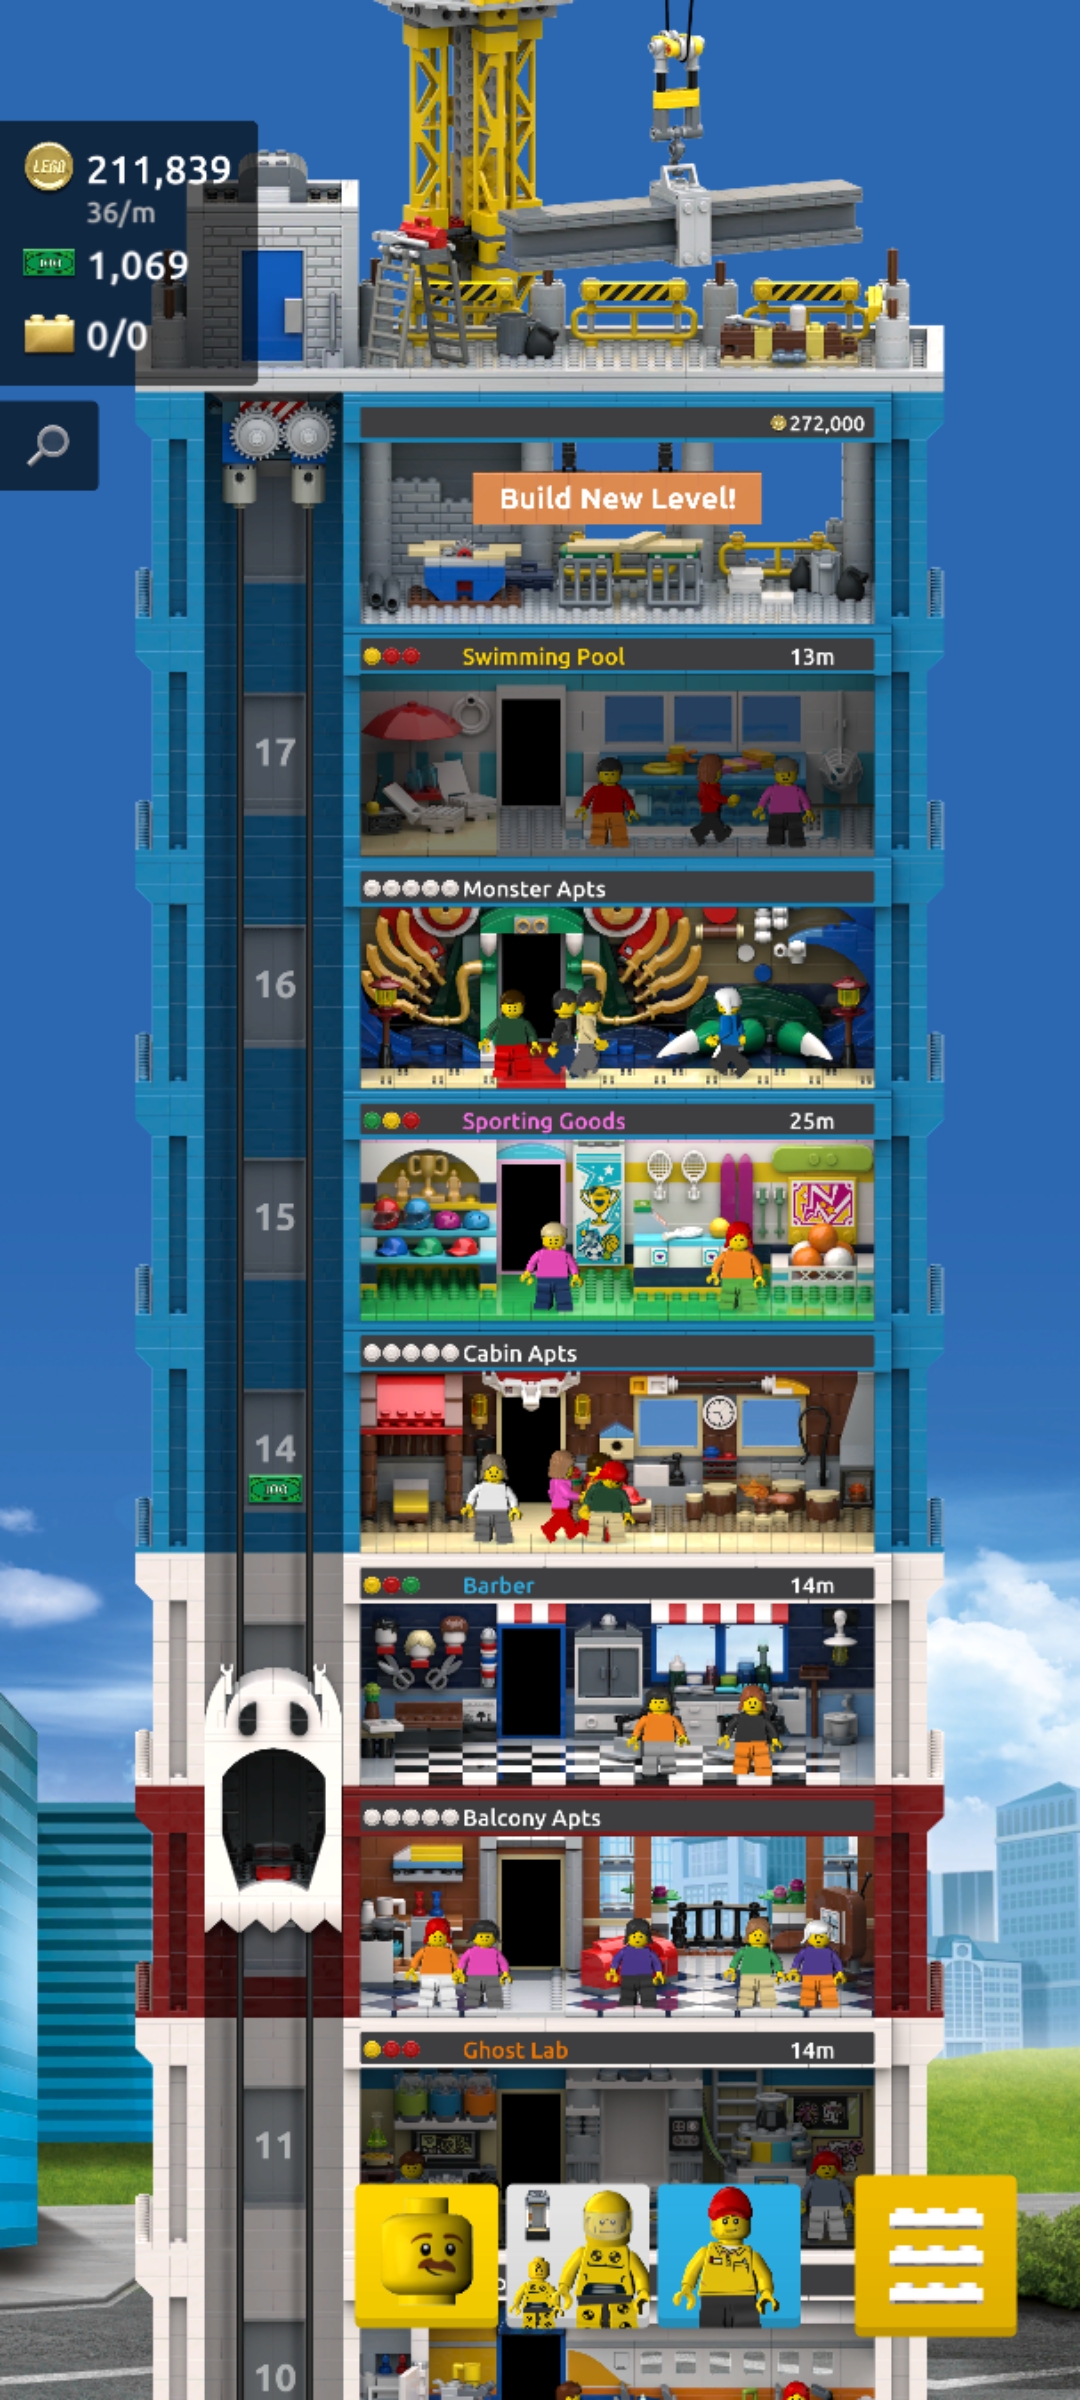 LEGO 211,839
36/m
1,069
0/0
272,000
Build New Level!
Swimming Pool 13m
17
Monster Apts
16
Sporting Goods 25m
15
Cabin Apts
14
100
Barber 14m
Balcony Apts
Ghost Lab 14m
11
10